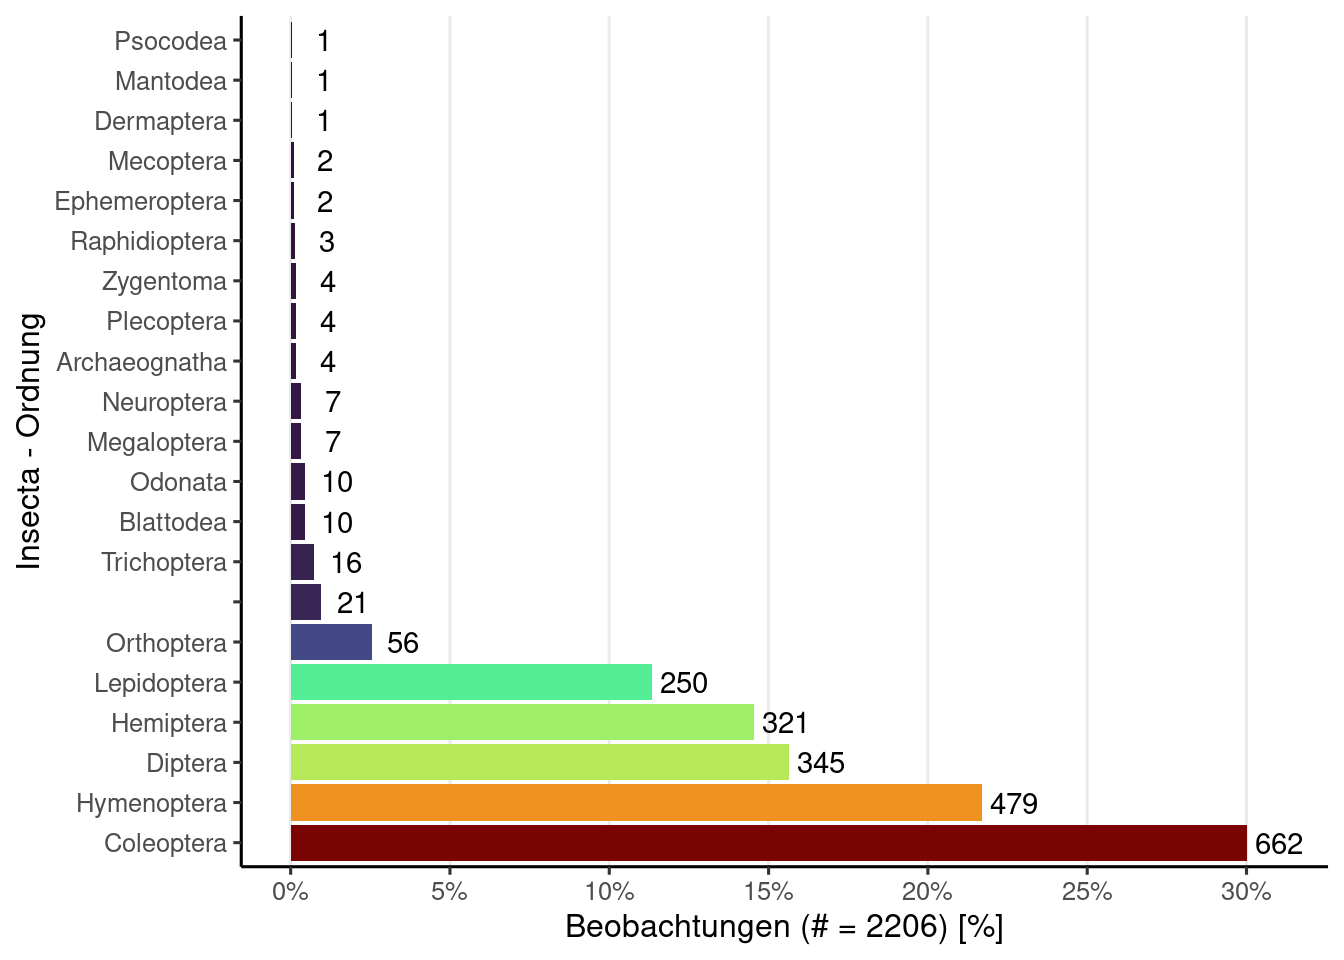 Insecta - Ordnung
Psocodea 1
Mantodea 1
Dermaptera 1
Mecoptera 2
Ephemeroptera 2
Raphidioptera 3
Zygentoma 4
Plecoptera 4
Archaeognatha 4
Neuroptera 7
Megaloptera 7
Odonata 10
Blattodea 10
Trichoptera 16
21
Orthoptera 56
Lepidoptera 250
Hemiptera 321
Diptera 345
Hymenoptera 479
Coleoptera 662
0% 5% 10% 15% 20% 25% 30%
Beobachtungen (# = 2206) [%]